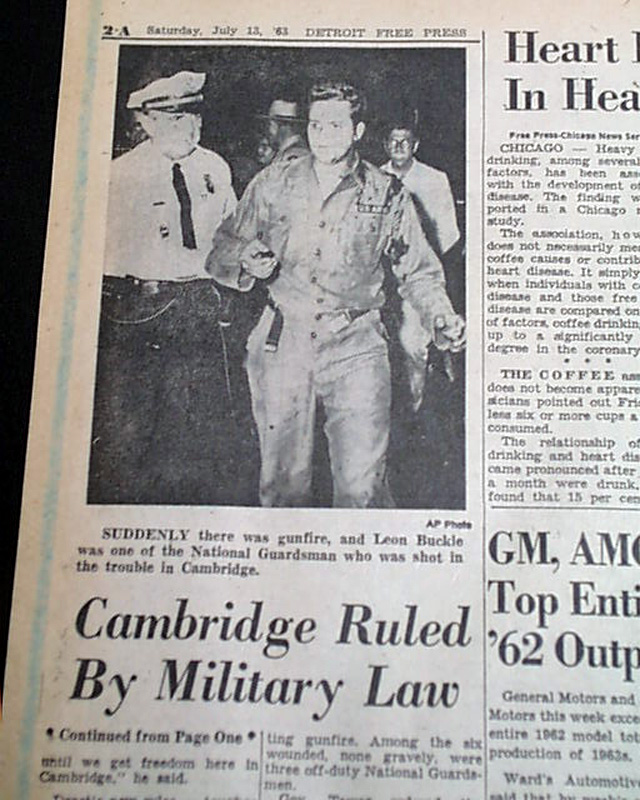 2-A Saturday, July 13, '63 DETROIT FREE PRESS
AP Photo
SUDDENLY there was gunfire, and Leon Buckle
was one of the National Guardsman who was shot in
the trouble in Cambridge.
Cambridge Ruled
By Military Law
Continued from Page One
until we get freedom here in
Cambridge," he said.
ting gunfire. Among the six
wounded, none gravely, were
three off-duty National Guards-
men.
Heart
In Hea
Free Press-Chicago News Ser
CHICAGO — Heavy
drinking, among several
factors, has been ass
with the development of
disease. The finding w
ported in a Chicago
study.
The association, how
does not necessarily me
coffee causes or contrib
heart disease. It simply
when individuals with c
disease and those free
disease are compared on
of factors, coffee drinkin
up to a significantly
degree in the coronary
* * *
THE COFFEE ass
does not become appare
sicians pointed out Fri
less six or more cups a
consumed.
The relationship of
drinking and heart dis
came pronounced after
a month were drunk.
found that 15 per cen
GM, AMC
Top Enti
'62 Outp
General Motors and
Motors this week exce
entire 1962 model tot
production of 1963s.
Ward's Automotiv
said that by